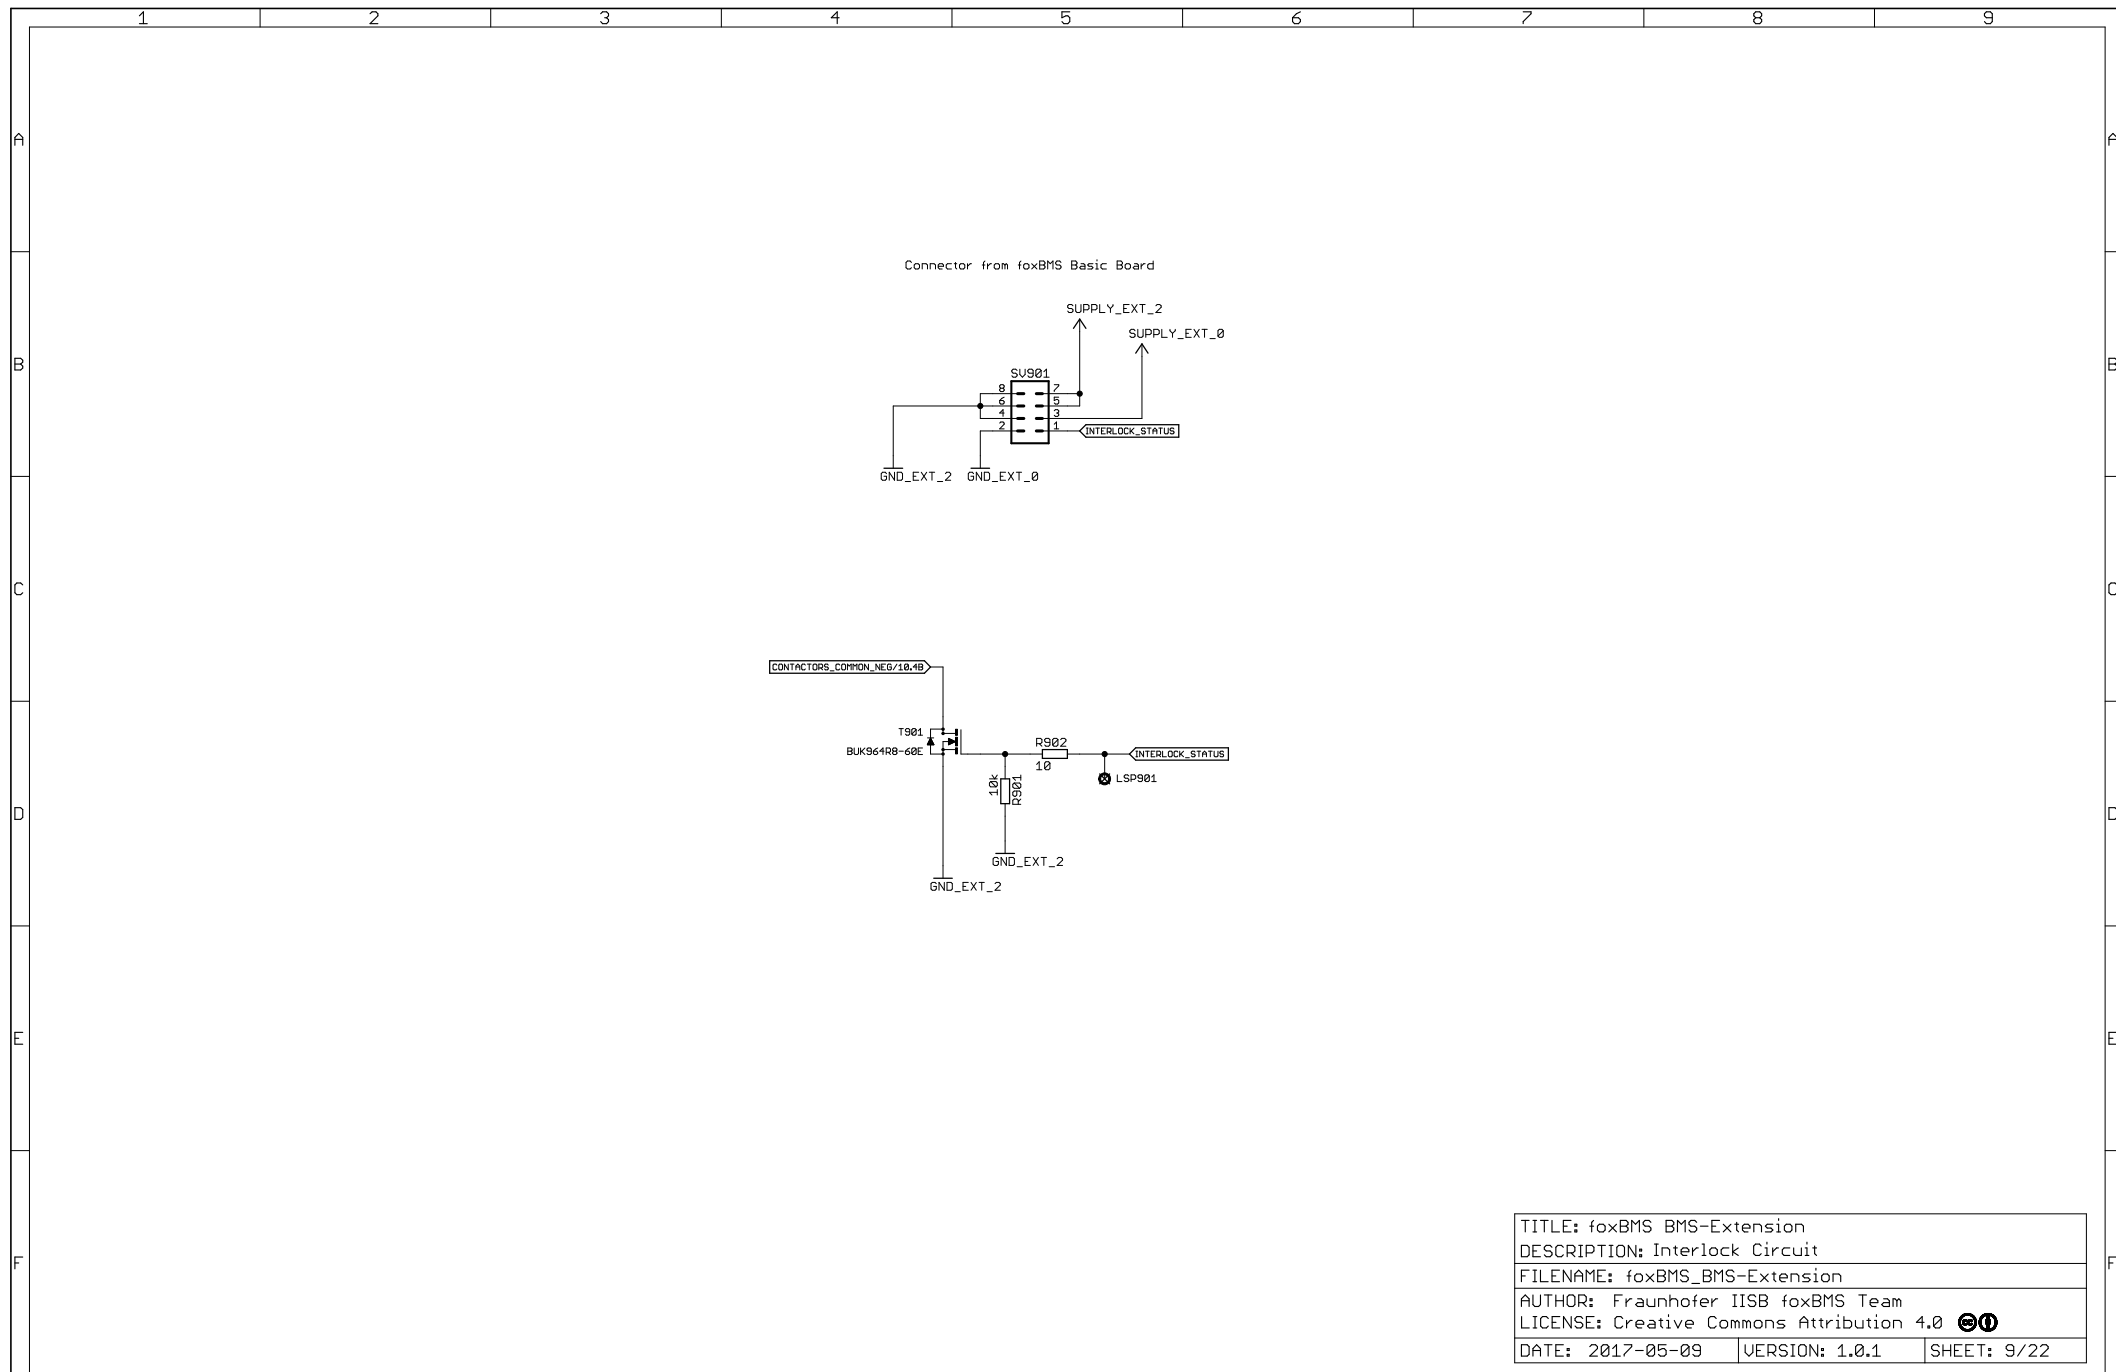 1 2 3 4 5 6 7 8 9
A A
Connector from foxBMS Basic Board
SUPPLY_EXT_2
SUPPLY_EXT_0
B B
SV901
8 7
6 5
4 3
2 1 INTERLOCK_STATUS
GND_EXT_2 GND_EXT_0
C C
CONTACTORS_COMMON_NEG/10.4B
T901
BUK964R8-60E
R902
10
INTERLOCK_STATUS
LSP901
10k
R901
D D
GND_EXT_2
GND_EXT_2
E E
F F
TITLE: foxBMS BMS-Extension
DESCRIPTION: Interlock Circuit
FILENAME: foxBMS_BMS-Extension
AUTHOR: Fraunhofer IISB foxBMS Team
LICENSE: Creative Commons Attribution 4.0
DATE: 2017-05-09 VERSION: 1.0.1 SHEET: 9/22